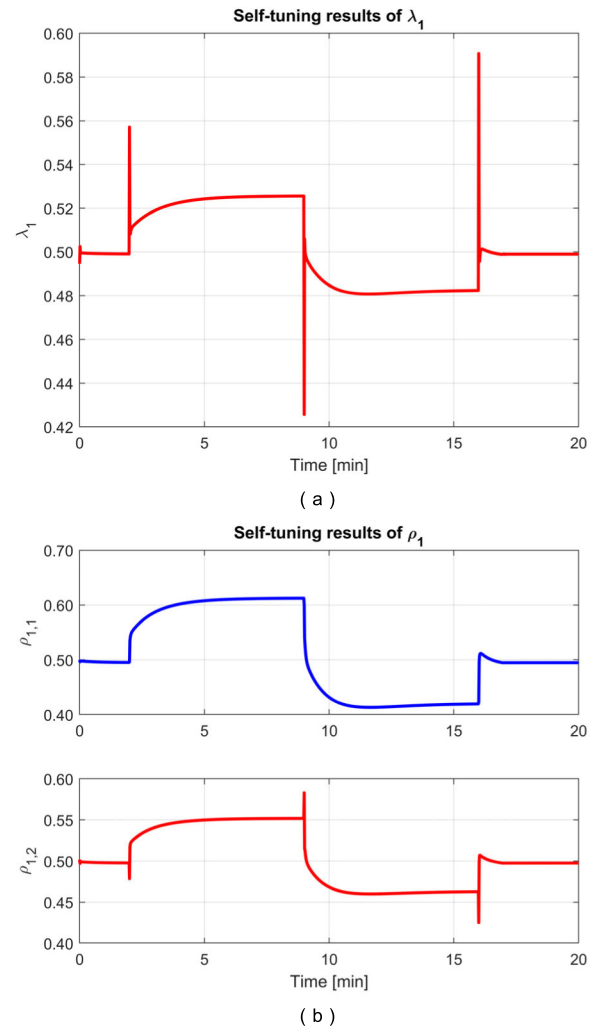 Self-tuning results of λ1
0.60
0.58
0.56
0.54
0.52
0.50
0.48
0.46
0.44
0.42
λ1
0 5 10 15 20
Time [min]
( a )
Self-tuning results of ρ1
0.70
0.60
0.50
0.40
ρ1,1
0 5 10 15 20
0.60
0.55
0.50
0.45
0.40
ρ1,2
0 5 10 15 20
Time [min]
( b )